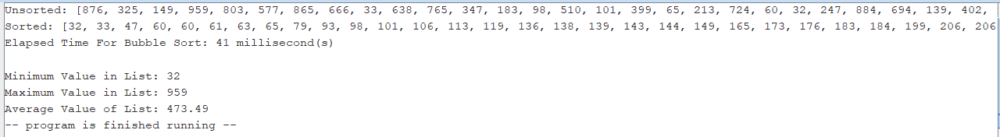 Unsorted: [876, 325, 149, 959, 803, 577, 865, 666, 33, 638, 765, 347, 183, 98, 510, 101, 399, 65, 213, 724, 60, 32, 247, 884, 694, 139, 402,
Sorted: [32, 33, 47, 60, 60, 61, 63, 65, 79, 93, 98, 101, 106, 113, 119, 136, 138, 139, 143, 144, 149, 165, 173, 176, 183, 184, 199, 206, 206
Elapsed Time For Bubble Sort: 41 millisecond(s)
Minimum Value in List: 32
Maximum Value in List: 959
Average Value of List: 473.49
-- program is finished running --